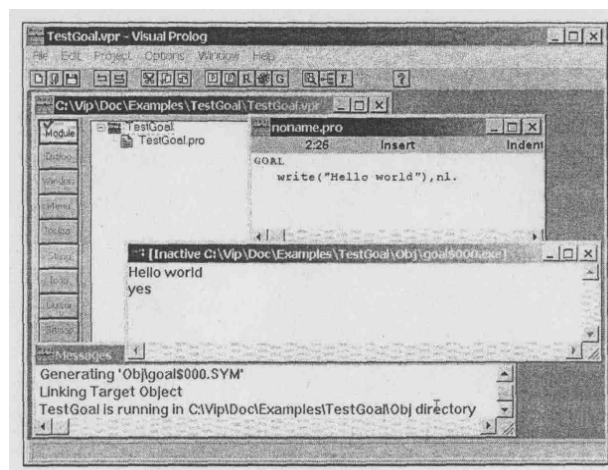 TestGoal.vpr - Visual Prolog
File Edit Project Options Window Help
R G F ?
C:\Vip\Doc\Examples\TestGoal\TestGoal.vpr
Module
TestGoal
TestGoal.pro
noname.pro
2:26 Insert Indent
GOAL
write("Hello world"),nl.
[Inactive C:\Vip\Doc\Examples\TestGoal\Obj\goal$000.exe]
Hello world
yes
Messages
Generating 'Obj\goal$000.SYM'
Linking Target Object
TestGoal is running in C:\Vip\Doc\Examples\TestGoal\Obj directory